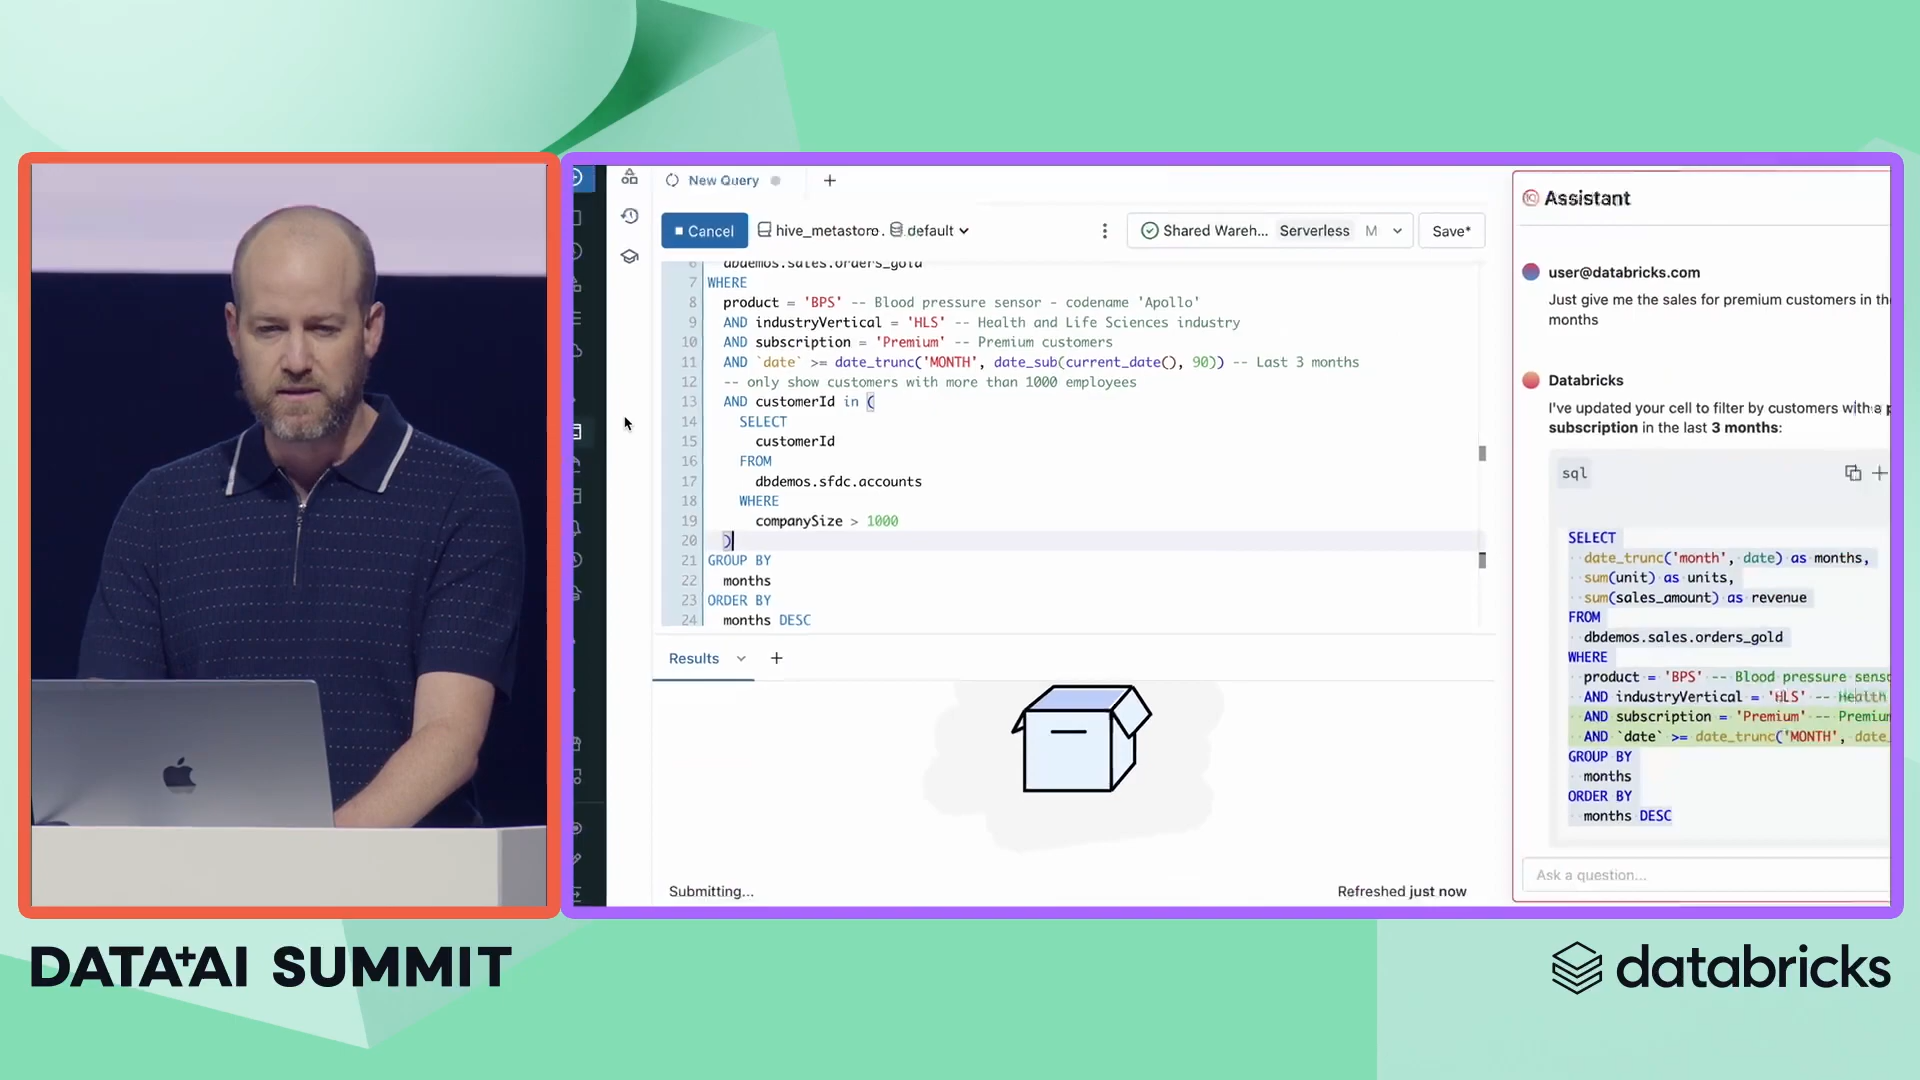 New Query
+
Cancel
hive_metastore.
default
Shared Wareh...
Serverless
M
Save*
6 dbdemos.sales.orders_gold
7 WHERE
8 product = 'BPS' -- Blood pressure sensor - codename 'Apollo'
9 AND industryVertical = 'HLS' -- Health and Life Sciences industry
10 AND subscription = 'Premium' -- Premium customers
11 AND `date` >= date_trunc('MONTH', date_sub(current_date(), 90)) -- Last 3 months
12 -- only show customers with more than 1000 employees
13 AND customerId in (
14 SELECT
15 customerId
16 FROM
17 dbdemos.sfdc.accounts
18 WHERE
19 companySize > 1000
20 )
21 GROUP BY
22 months
23 ORDER BY
24 months DESC
Results
+
Submitting...
Refreshed just now
Assistant
user@databricks.com
Just give me the sales for premium customers in the
months
Databricks
I've updated your cell to filter by customers with a p
subscription in the last 3 months:
sql
SELECT
date_trunc('month', date) as months,
sum(unit) as units,
sum(sales_amount) as revenue
FROM
dbdemos.sales.orders_gold
WHERE
product = 'BPS' -- Blood pressure senso
AND industryVertical = 'HLS' -- Health
AND subscription = 'Premium' -- Premium
AND `date` >= date_trunc('MONTH', date_
GROUP BY
months
ORDER BY
months DESC
Ask a question...
DATA+AI SUMMIT
databricks